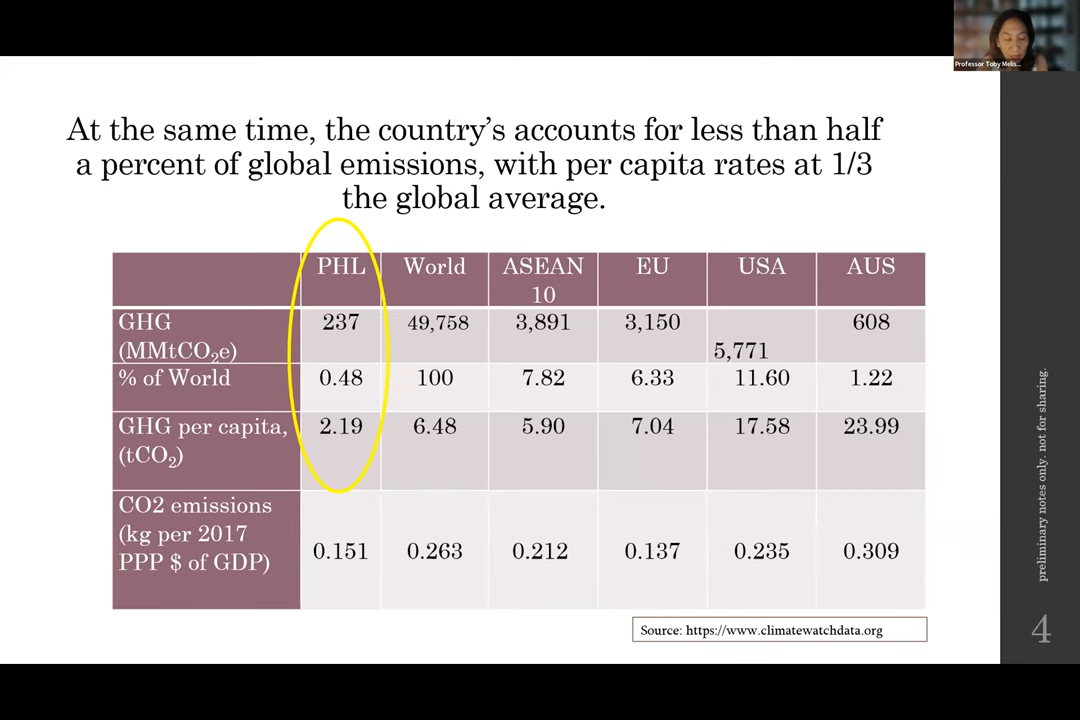 Professor Toby Melis...
At the same time, the country's accounts for less than half
a percent of global emissions, with per capita rates at 1/3
the global average.
PHL World ASEAN 10 EU USA AUS
GHG (MMtCO₂e) 237 49,758 3,891 3,150 5,771 608
% of World 0.48 100 7.82 6.33 11.60 1.22
GHG per capita, (tCO₂) 2.19 6.48 5.90 7.04 17.58 23.99
CO2 emissions (kg per 2017 PPP $ of GDP) 0.151 0.263 0.212 0.137 0.235 0.309
Source: https://www.climatewatchdata.org
preliminary notes only. not for sharing.
4